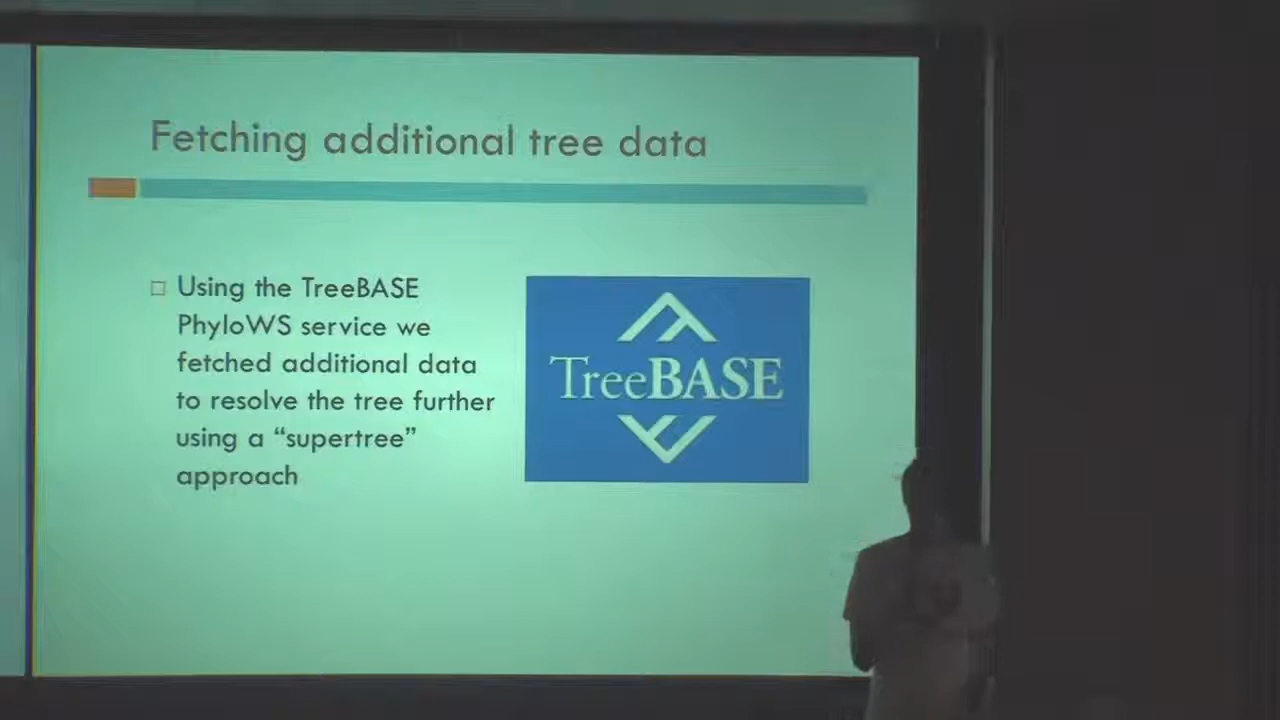 Fetching additional tree data
Using the TreeBASE
PhyloWS service we
fetched additional data
to resolve the tree further
using a “supertree”
approach
TreeBASE